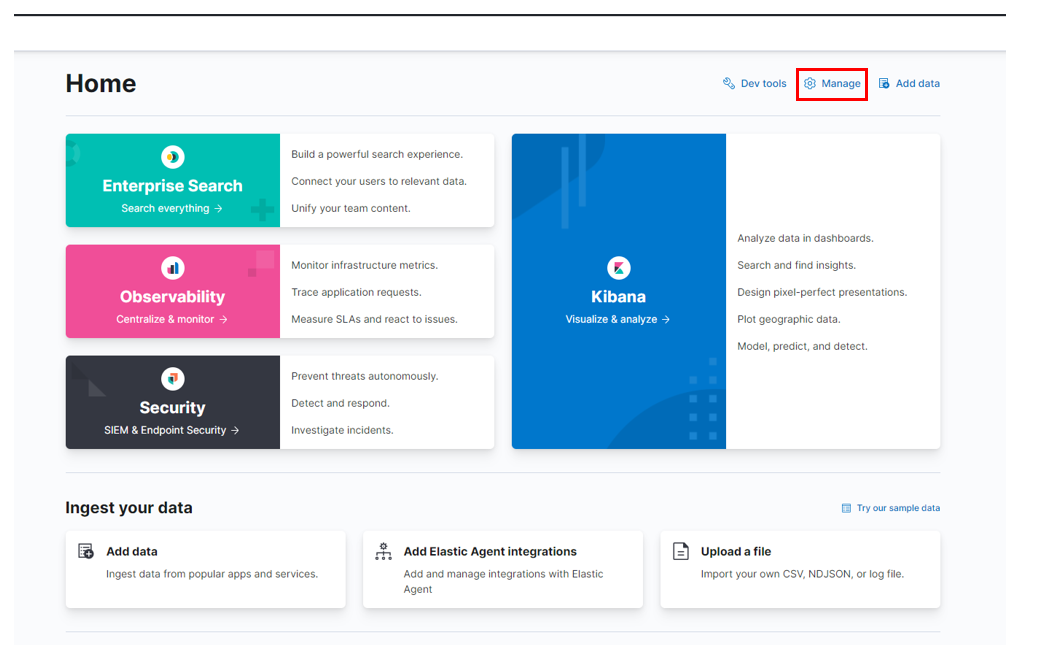 Home
Dev tools
Manage
Add data
Enterprise Search
Search everything →
Build a powerful search experience.
Connect your users to relevant data.
Unify your team content.
Observability
Centralize & monitor →
Monitor infrastructure metrics.
Trace application requests.
Measure SLAs and react to issues.
Security
SIEM & Endpoint Security →
Prevent threats autonomously.
Detect and respond.
Investigate incidents.
Kibana
Visualize & analyze →
Analyze data in dashboards.
Search and find insights.
Design pixel-perfect presentations.
Plot geographic data.
Model, predict, and detect.
Ingest your data
Try our sample data
Add data
Ingest data from popular apps and services.
Add Elastic Agent integrations
Add and manage integrations with Elastic
Agent
Upload a file
Import your own CSV, NDJSON, or log file.